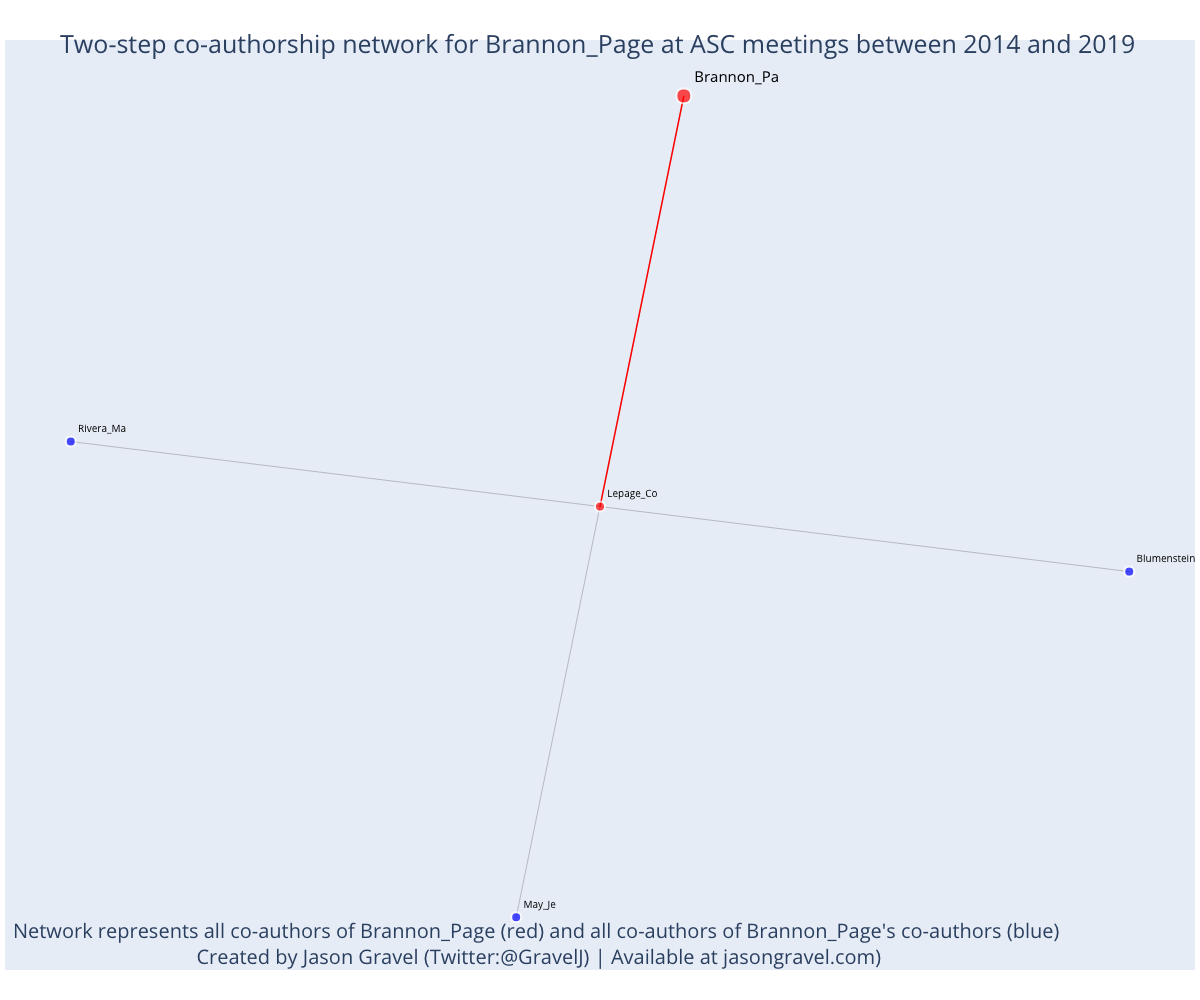 Two-step co-authorship network for Brannon_Page at ASC meetings between 2014 and 2019
Brannon_Pa
Rivera_Ma
Lepage_Co
Blumenstein
May_Je
Network represents all co-authors of Brannon_Page (red) and all co-authors of Brannon_Page's co-authors (blue)
Created by Jason Gravel (Twitter:@GravelJ) | Available at jasongravel.com)